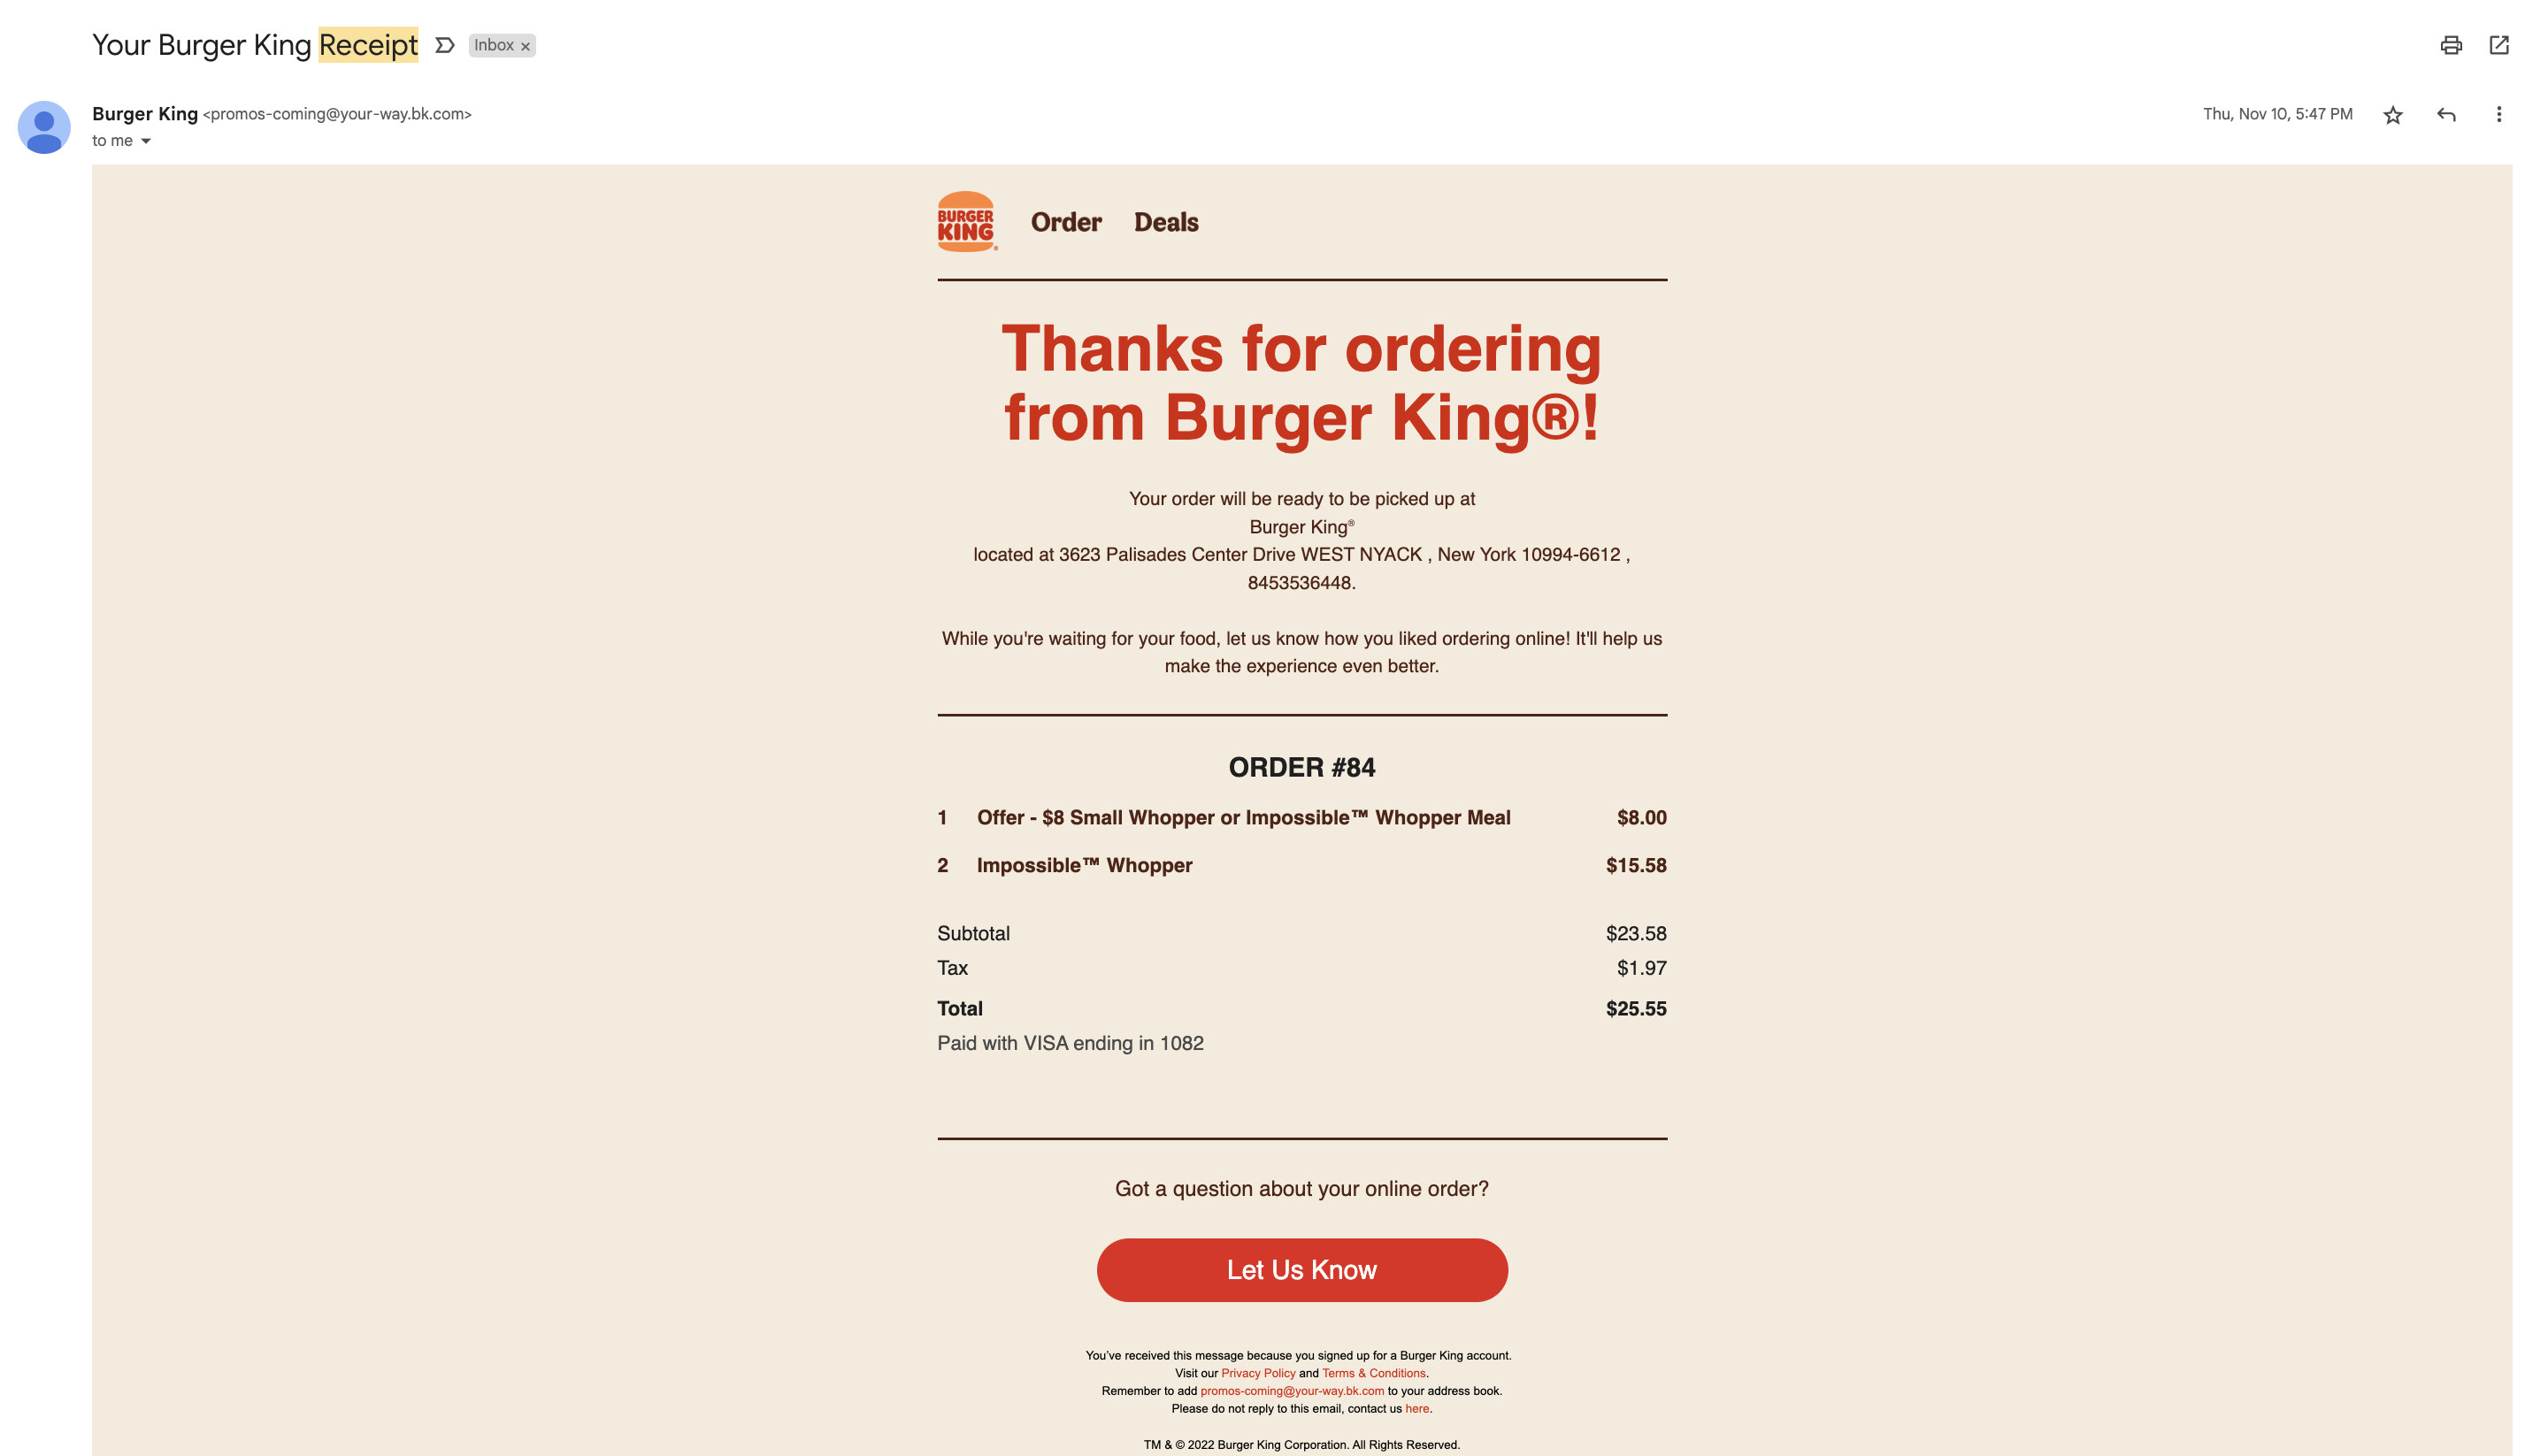 Your Burger King Receipt
Inbox ×
Burger King <promos-coming@your-way.bk.com>
Thu, Nov 10, 5:47 PM
to me
BURGER KING®
Order Deals
Thanks for ordering
from Burger King®!
Your order will be ready to be picked up at
Burger King®
located at 3623 Palisades Center Drive WEST NYACK , New York 10994-6612 ,
8453536448.
While you're waiting for your food, let us know how you liked ordering online! It'll help us
make the experience even better.
ORDER #84
1 Offer - $8 Small Whopper or Impossible™ Whopper Meal $8.00
2 Impossible™ Whopper $15.58
Subtotal $23.58
Tax $1.97
Total $25.55
Paid with VISA ending in 1082
Got a question about your online order?
Let Us Know
You’ve received this message because you signed up for a Burger King account.
Visit our Privacy Policy and Terms & Conditions.
Remember to add promos-coming@your-way.bk.com to your address book.
Please do not reply to this email, contact us here.
TM & © 2022 Burger King Corporation. All Rights Reserved.